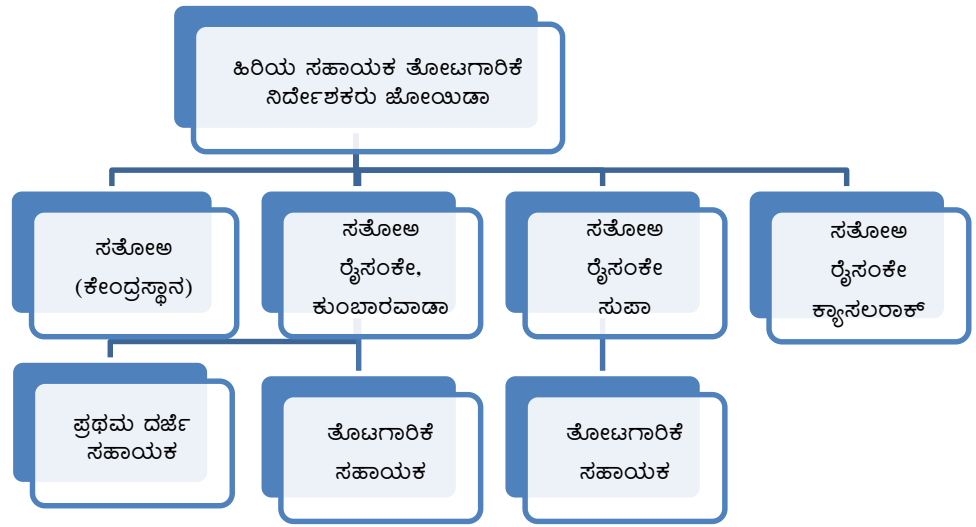 ಹಿರಿಯ ಸಹಾಯಕ ತೋಟಗಾರಿಕೆ
ನಿರ್ದೇಶಕರು ಜೋಯಿಡಾ
ಸತೋಅ
(ಕೇಂದ್ರಸ್ಥಾನ)
ಸತೋಅ
ರೈಸಂಕೇ,
ಕುಂಬಾರವಾಡಾ
ಸತೋಅ
ರೈಸಂಕೇ
ಸುಪಾ
ಸತೋಅ
ರೈಸಂಕೇ
ಕ್ಯಾಸಲರಾಕ್
ಪ್ರಥಮ ದರ್ಜೆ
ಸಹಾಯಕ
ತೊಟಗಾರಿಕೆ
ಸಹಾಯಕ
ತೋಟಗಾರಿಕೆ
ಸಹಾಯಕ